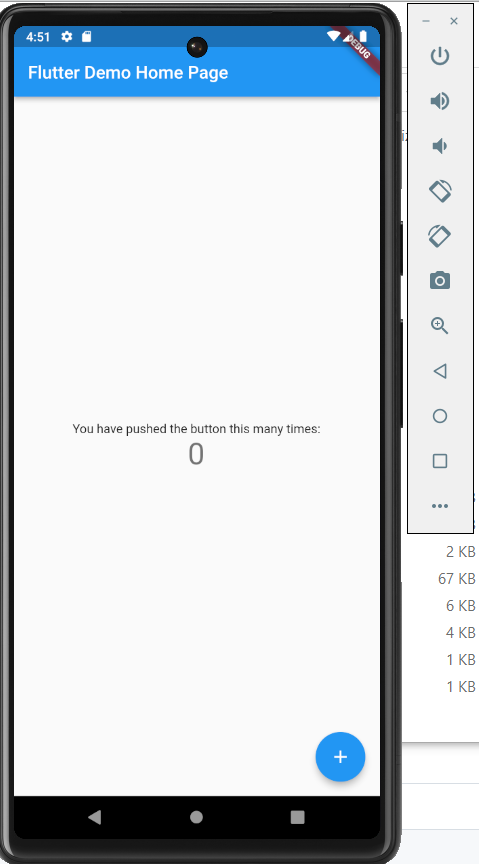 4:51
DEBUG
Flutter Demo Home Page
You have pushed the button this many times:
0
2 KB
67 KB
6 KB
4 KB
1 KB
1 KB